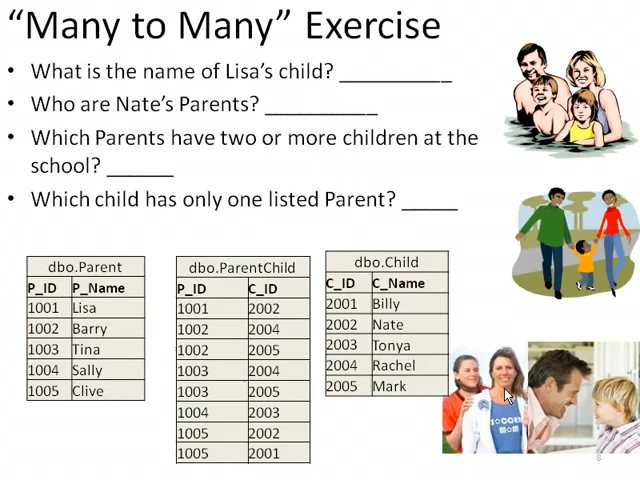 “Many to Many” Exercise
• What is the name of Lisa’s child? __________
• Who are Nate’s Parents? __________
• Which Parents have two or more children at the
school? ______
• Which child has only one listed Parent? _____
dbo.Parent
P_ID P_Name
1001 Lisa
1002 Barry
1003 Tina
1004 Sally
1005 Clive
dbo.ParentChild
P_ID C_ID
1001 2002
1002 2004
1002 2005
1003 2004
1003 2005
1004 2003
1005 2002
1005 2001
dbo.Child
C_ID C_Name
2001 Billy
2002 Nate
2003 Tonya
2004 Rachel
2005 Mark
SOCCER
MOM
8